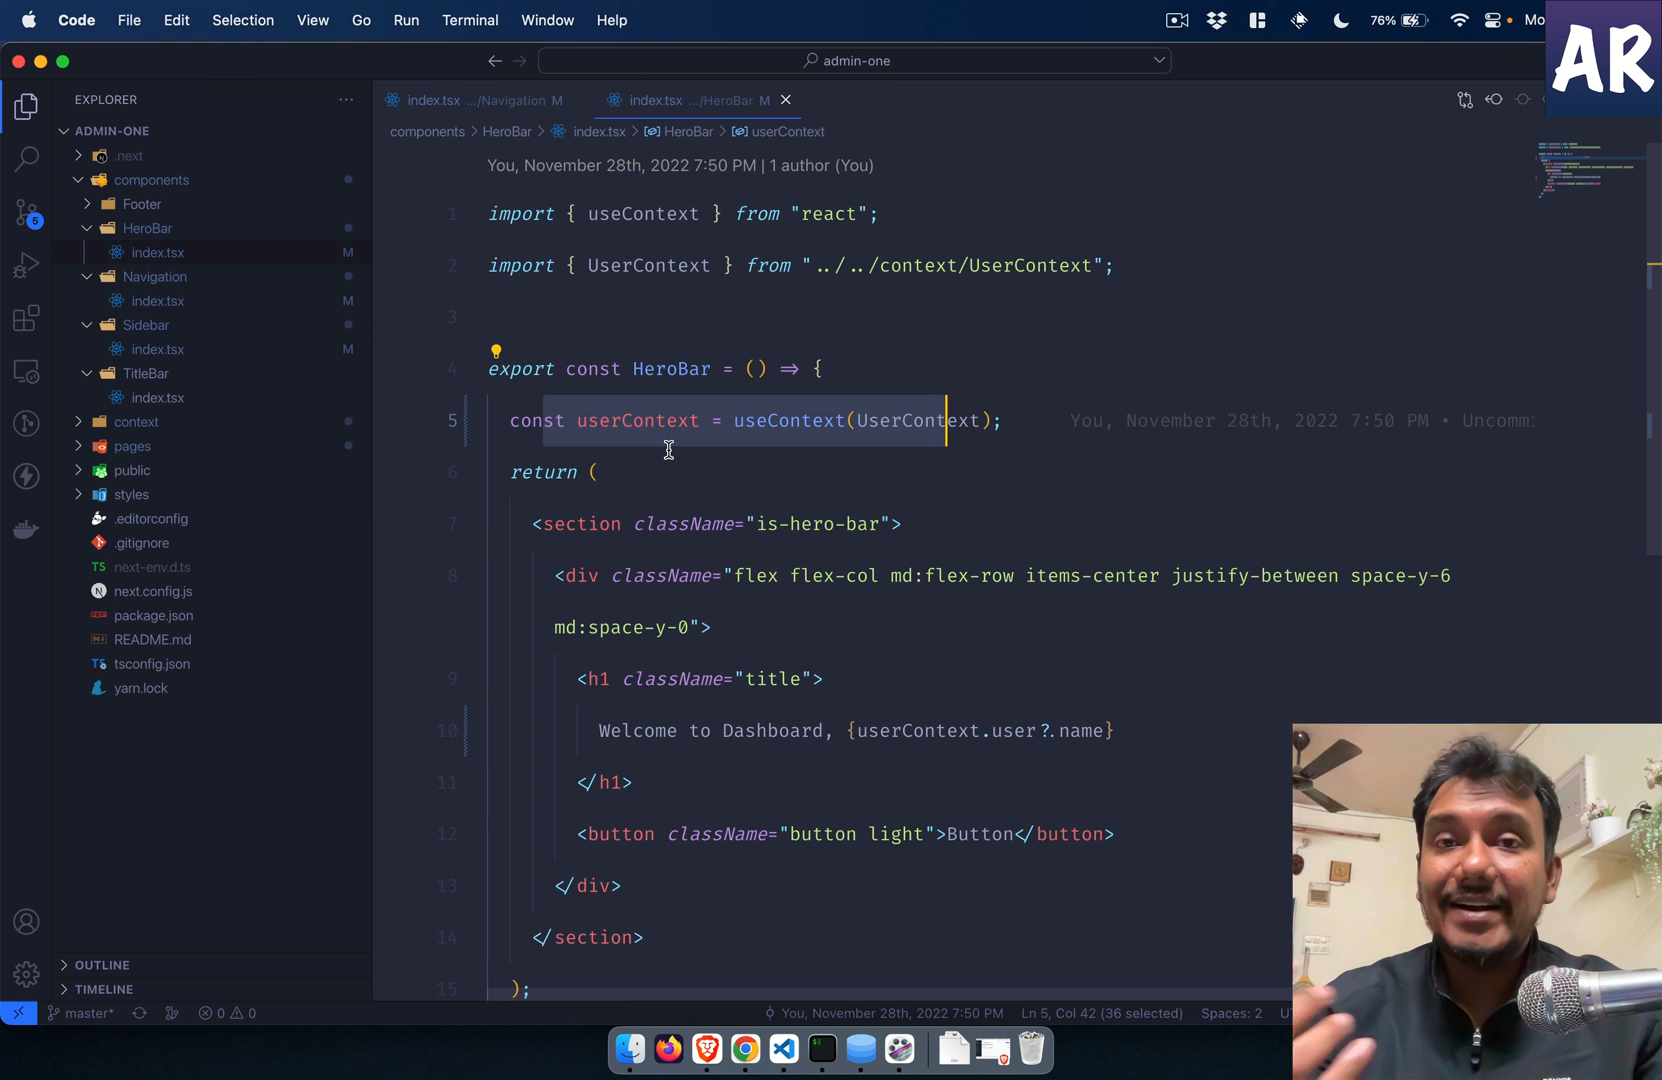 Code File Edit Selection View Go Run Terminal Window Help 76% Mo
AR
admin-one
EXPLORER
index.tsx .../Navigation M index.tsx .../HeroBar M
ADMIN-ONE
components > HeroBar > index.tsx > HeroBar > userContext
.next
components
Footer
HeroBar
index.tsx M
Navigation
index.tsx M
Sidebar
index.tsx M
TitleBar
index.tsx
context
pages
public
styles
.editorconfig
.gitignore
TS next-env.d.ts
next.config.js
package.json
README.md
TS tsconfig.json
yarn.lock
OUTLINE
TIMELINE
5
You, November 28th, 2022 7:50 PM | 1 author (You)
1 import { useContext } from "react";
2 import { UserContext } from "../../context/UserContext";
3
4 export const HeroBar = () => {
5 const userContext = useContext(UserContext); You, November 28th, 2022 7:50 PM • Uncomm:
6 return (
7 <section className="is-hero-bar">
8 <div className="flex flex-col md:flex-row items-center justify-between space-y-6
md:space-y-0">
9 <h1 className="title">
10 Welcome to Dashboard, {userContext.user?.name}
11 </h1>
12 <button className="button light">Button</button>
13 </div>
14 </section>
15 );
master* 0 0 You, November 28th, 2022 7:50 PM Ln 5, Col 42 (36 selected) Spaces: 2